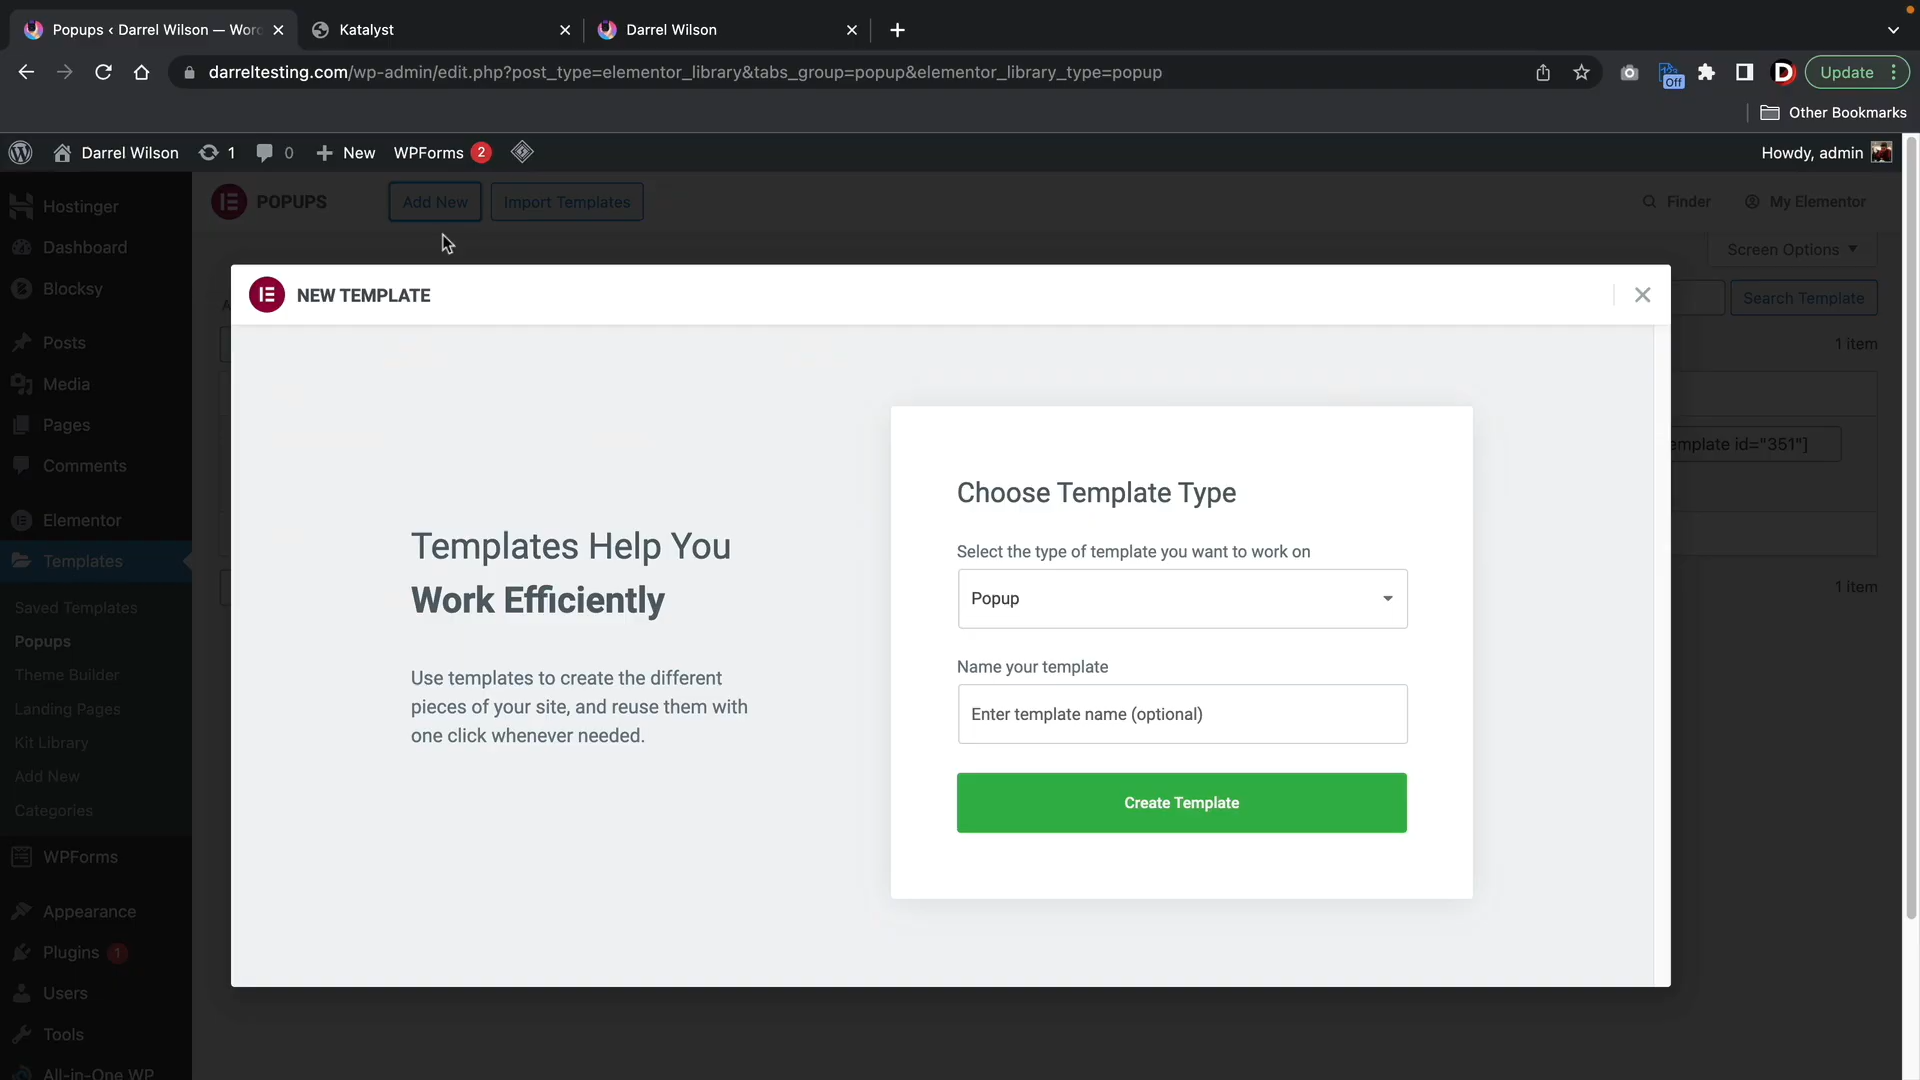 Popups ‹ Darrel Wilson — Wor
Katalyst
Darrel Wilson
darreltesting.com/wp-admin/edit.php?post_type=elementor_library&tabs_group=popup&elementor_library_type=popup
Off
D
Update
Other Bookmarks
Darrel Wilson
1
0
New
WPForms 2
Howdy, admin
Hostinger
Dashboard
Blocksy
Posts
Media
Pages
Comments
Elementor
Templates
Saved Templates
Popups
Theme Builder
Landing Pages
Kit Library
Add New
Categories
WPForms
Appearance
Plugins 1
Users
Tools
All-in-One WP
POPUPS
Add New
Import Templates
Finder
My Elementor
Screen Options
Search Template
1 item
emplate id="351"]
1 item
NEW TEMPLATE
Templates Help You
Work Efficiently
Use templates to create the different
pieces of your site, and reuse them with
one click whenever needed.
Choose Template Type
Select the type of template you want to work on
Popup
Name your template
Enter template name (optional)
Create Template